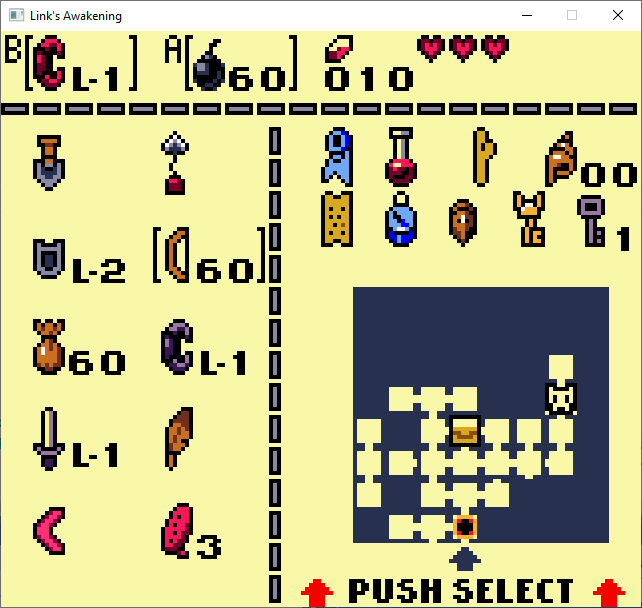 Link's Awakening
B L-1 A 60
010
00
L-2 60 1
60 L-1
L-1
3
PUSH SELECT